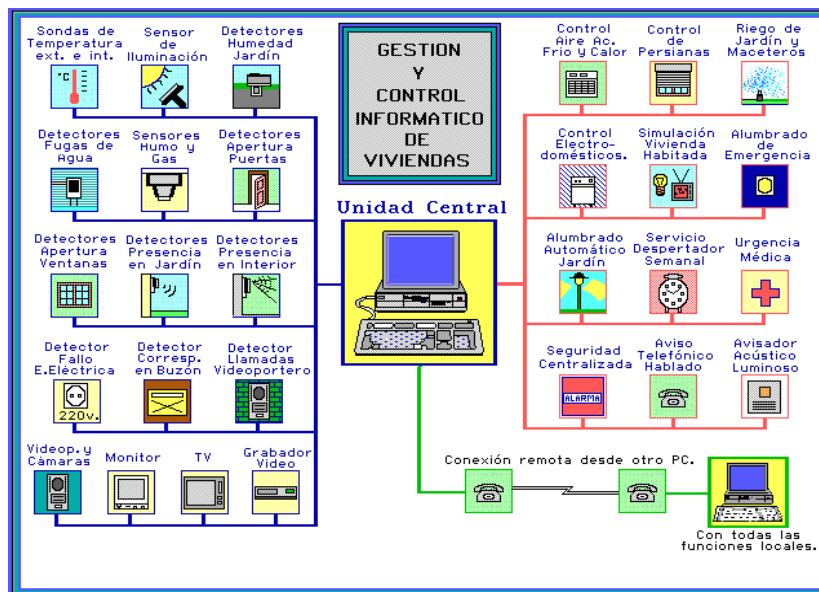 GESTION
Y
CONTROL
INFORMATICO
DE
VIVIENDAS
Sondas de
Temperatura
ext. e int.
Sensor
de
Iluminación
Detectores
Humedad
Jardín
°C
Detectores
Fugas de
Agua
Sensores
Humo y
Gas
Detectores
Apertura
Puertas
Detectores
Apertura
Ventanas
Detectores
Presencia
en Jardín
Detectores
Presencia
en Interior
Detector
Fallo
E.Eléctrica
220v.
Detector
Corresp.
en Buzón
Detector
Llamadas
Videoportero
Videop.y
Cámaras
Monitor
TV
Grabador
Video
Unidad Central
Control
Aire Ac.
Frio y Calor
Control
de
Persianas
Riego de
Jardín y
Maceteros
Control
Electro-
domésticos.
Simulación
Vivienda
Habitada
Alumbrado
de
Emergencia
Alumbrado
Automático
Jardín
Servicio
Despertador
Semanal
Urgencia
Médica
Seguridad
Centralizada
ALARMA
Aviso
Telefónico
Hablado
Avisador
Acústico
Luminoso
Conexión remota desde otro PC.
Con todas las
funciones locales.